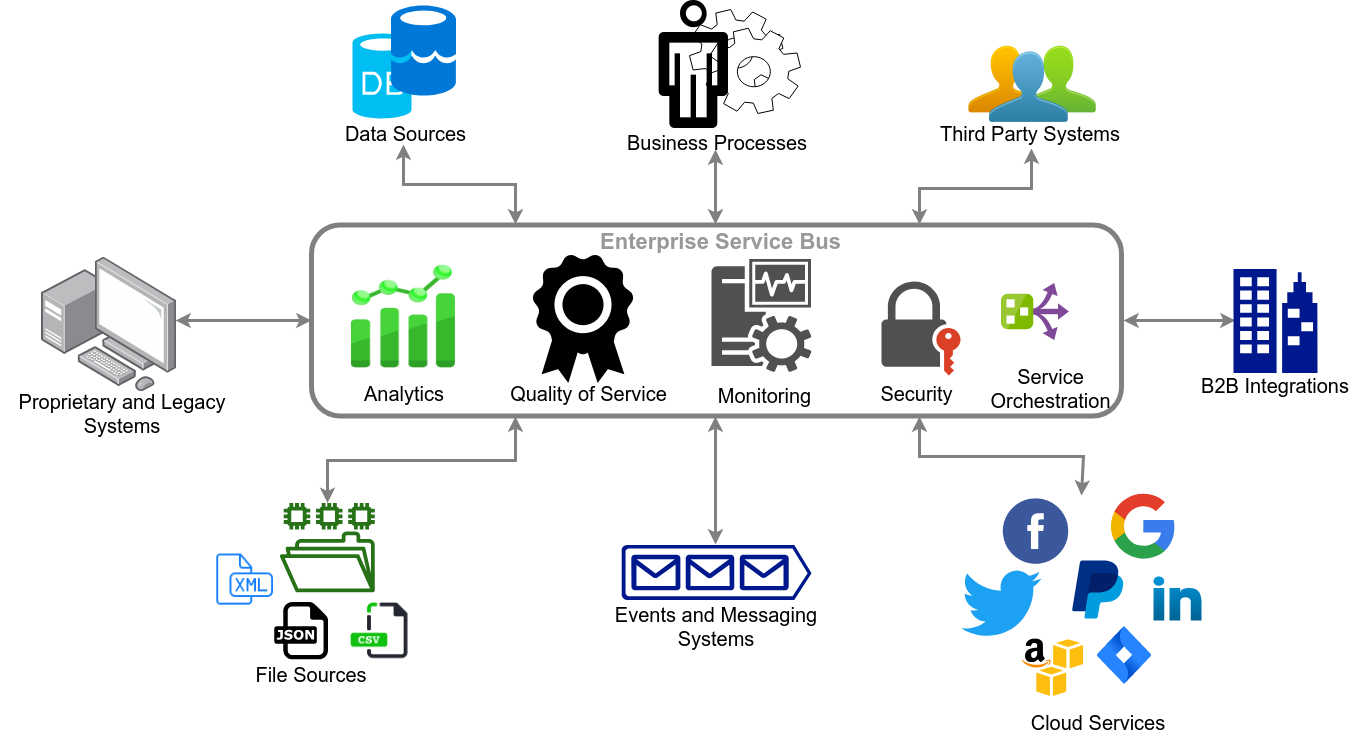 DB
Data Sources
Business Processes
Third Party Systems
Enterprise Service Bus
Proprietary and Legacy
Systems
Analytics
Quality of Service
Monitoring
Security
Service
Orchestration
B2B Integrations
XML
JSON
CSV
File Sources
Events and Messaging
Systems
f
G
in
a
Cloud Services